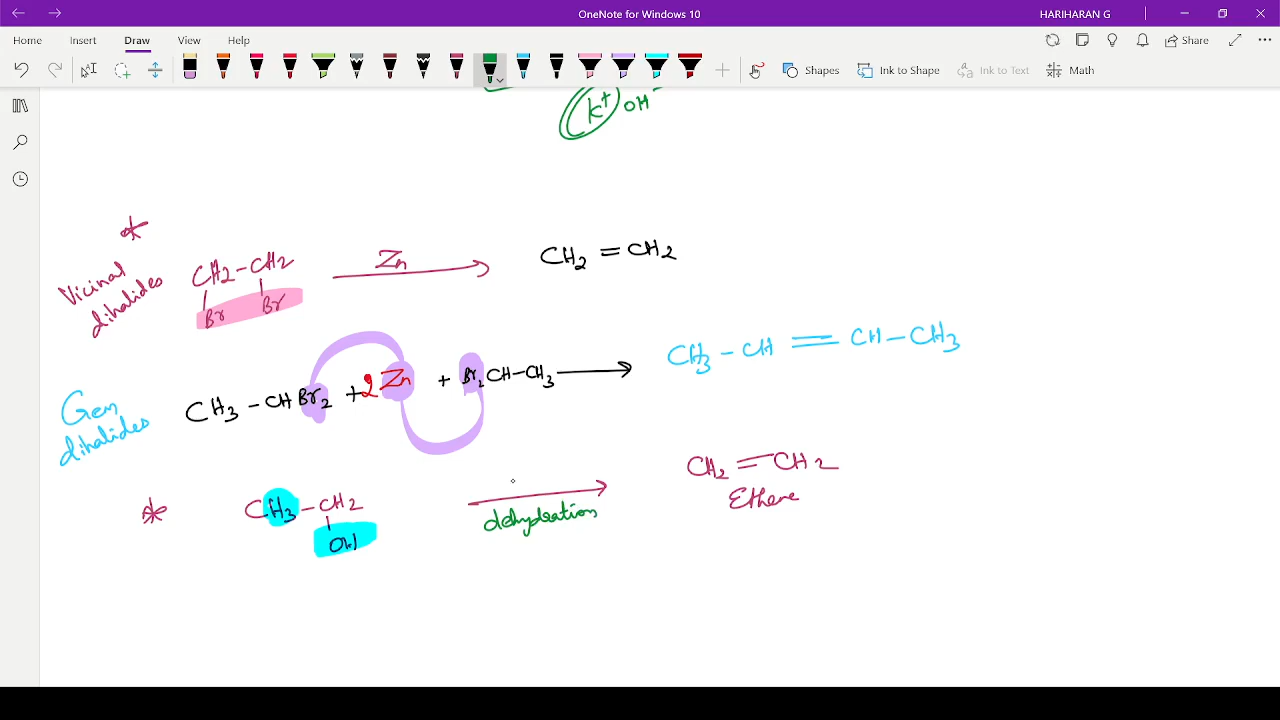 OneNote for Windows 10
HARIHARAN G
Home Insert Draw View Help
Share
Shapes Ink to Shape Ink to Text Math
K+ OH-
Vicinal dihalides
CH2-CH2
Br Br
Zn
CH2=CH2
Gem dihalides
CH3-CH Br2 + 2 Zn + Br2CH-CH3
CH3-CH=CH-CH3
CH3-CH2
OH
dehydration
CH2=CH2
Ethene